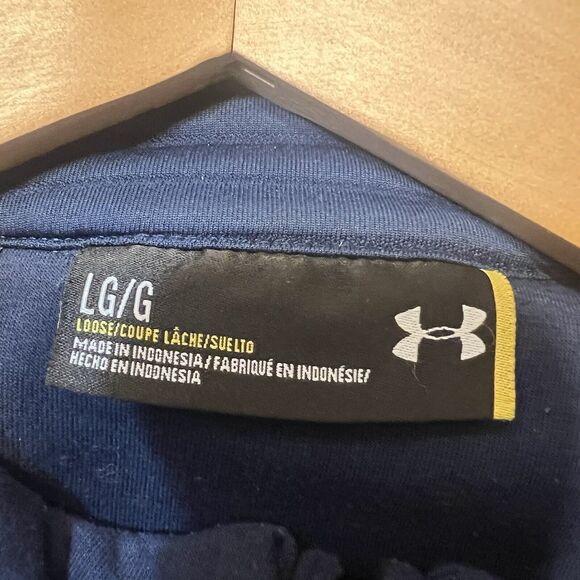 LG/G
LOOSE/COUPE LÂCHE/SUELTO
MADE IN INDONESIA/FABRIQUÉ EN INDONÉSIE/
HECHO EN INDONESIA